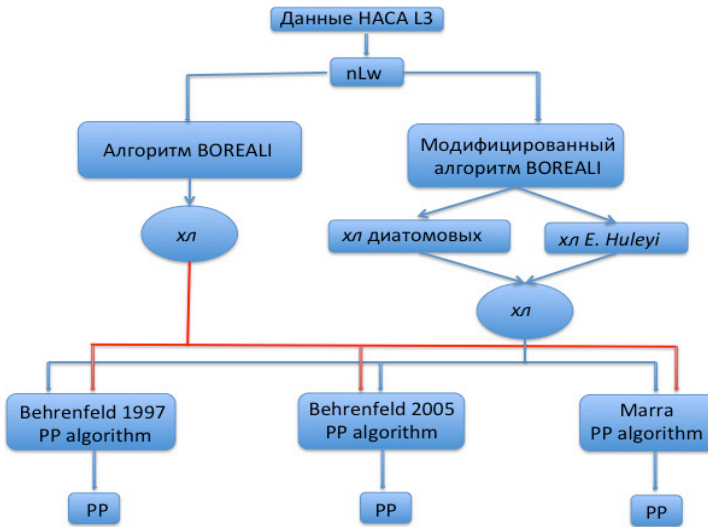 Данные НАСА L3
nLw
Алгоритм BOREALI
Модифицированный
алгоритм BOREALI
хл
хл диатомовых
хл E. Huleyi
хл
Behrenfeld 1997
PP algorithm
Behrenfeld 2005
PP algorithm
Marra
PP algorithm
PP
PP
PP